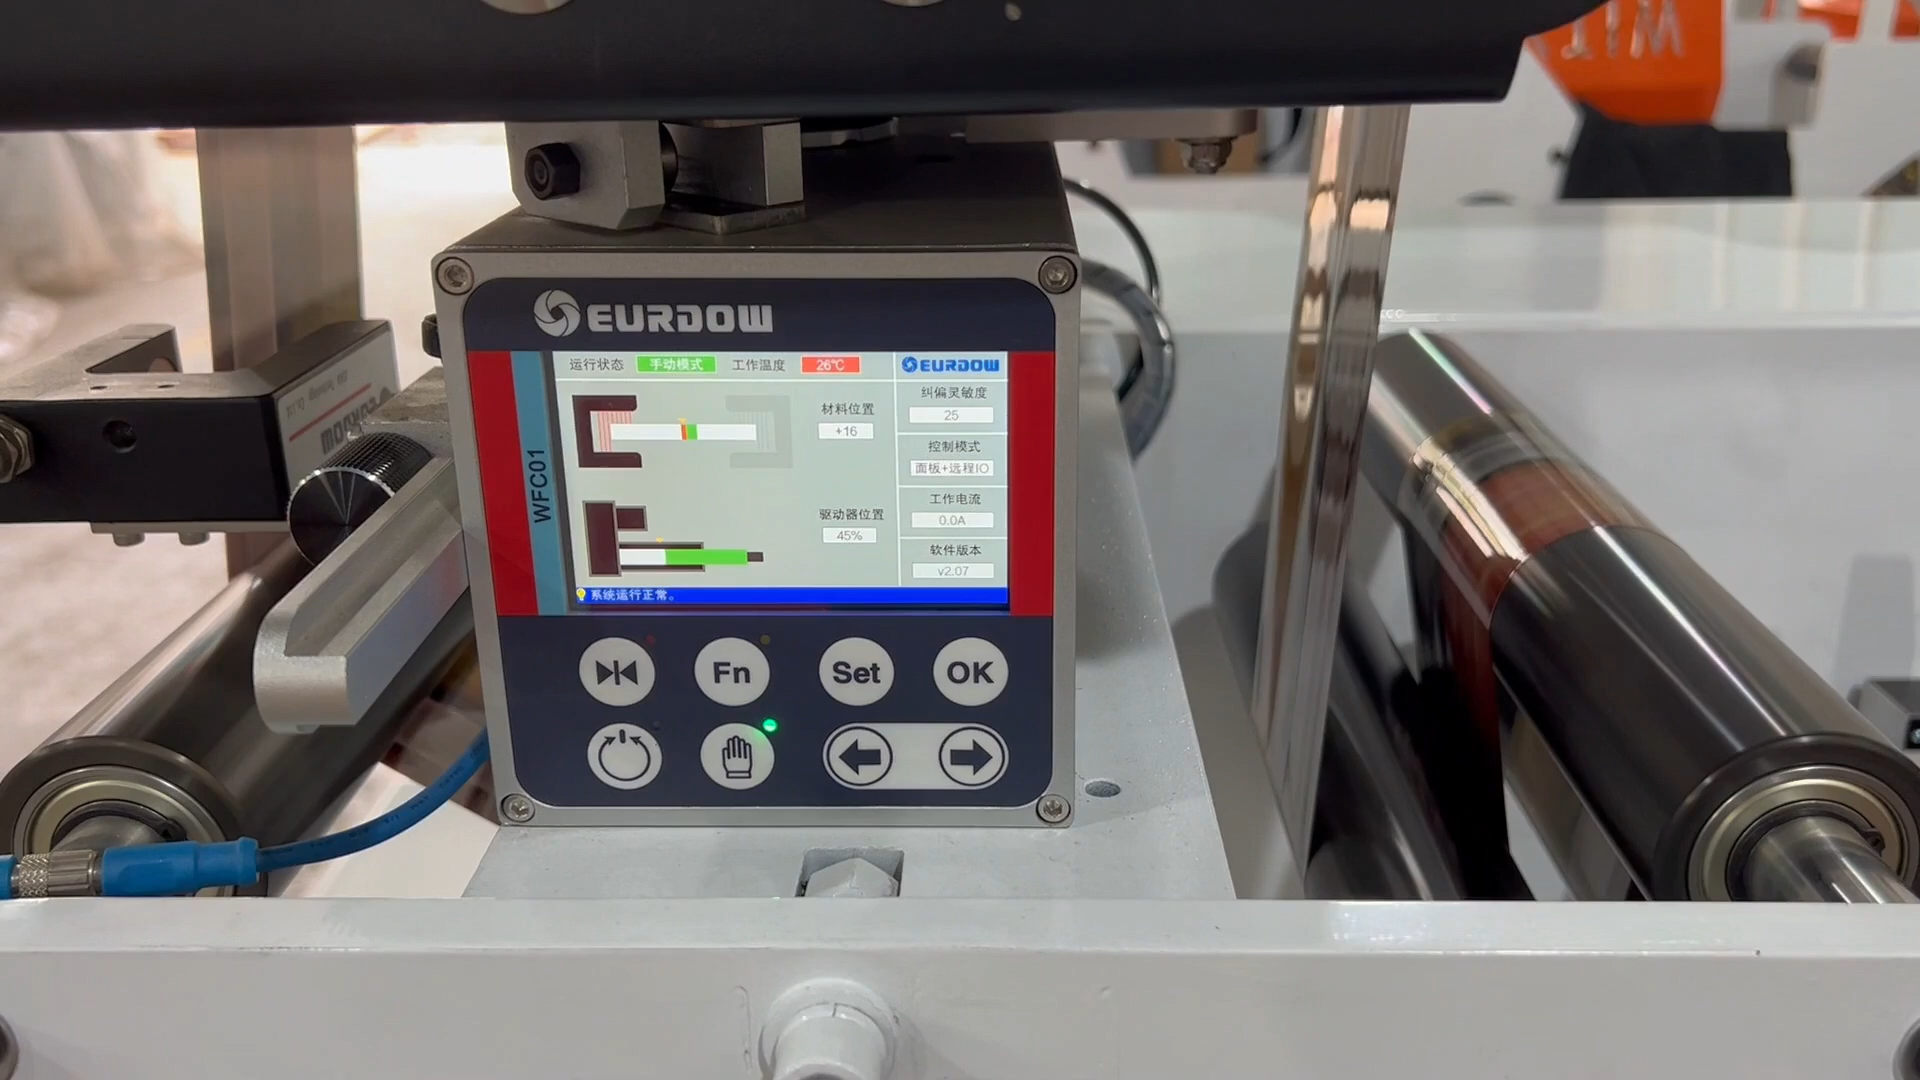 EURDOW
运行状态 手动模式 工作温度 26℃ EURDOW
纠偏灵敏度
25
材料位置
+16
控制模式
面板+远程IO
工作电流
0.0A
驱动器位置
45%
软件版本
v2.07
系统运行正常。
WFC01
Fn Set OK